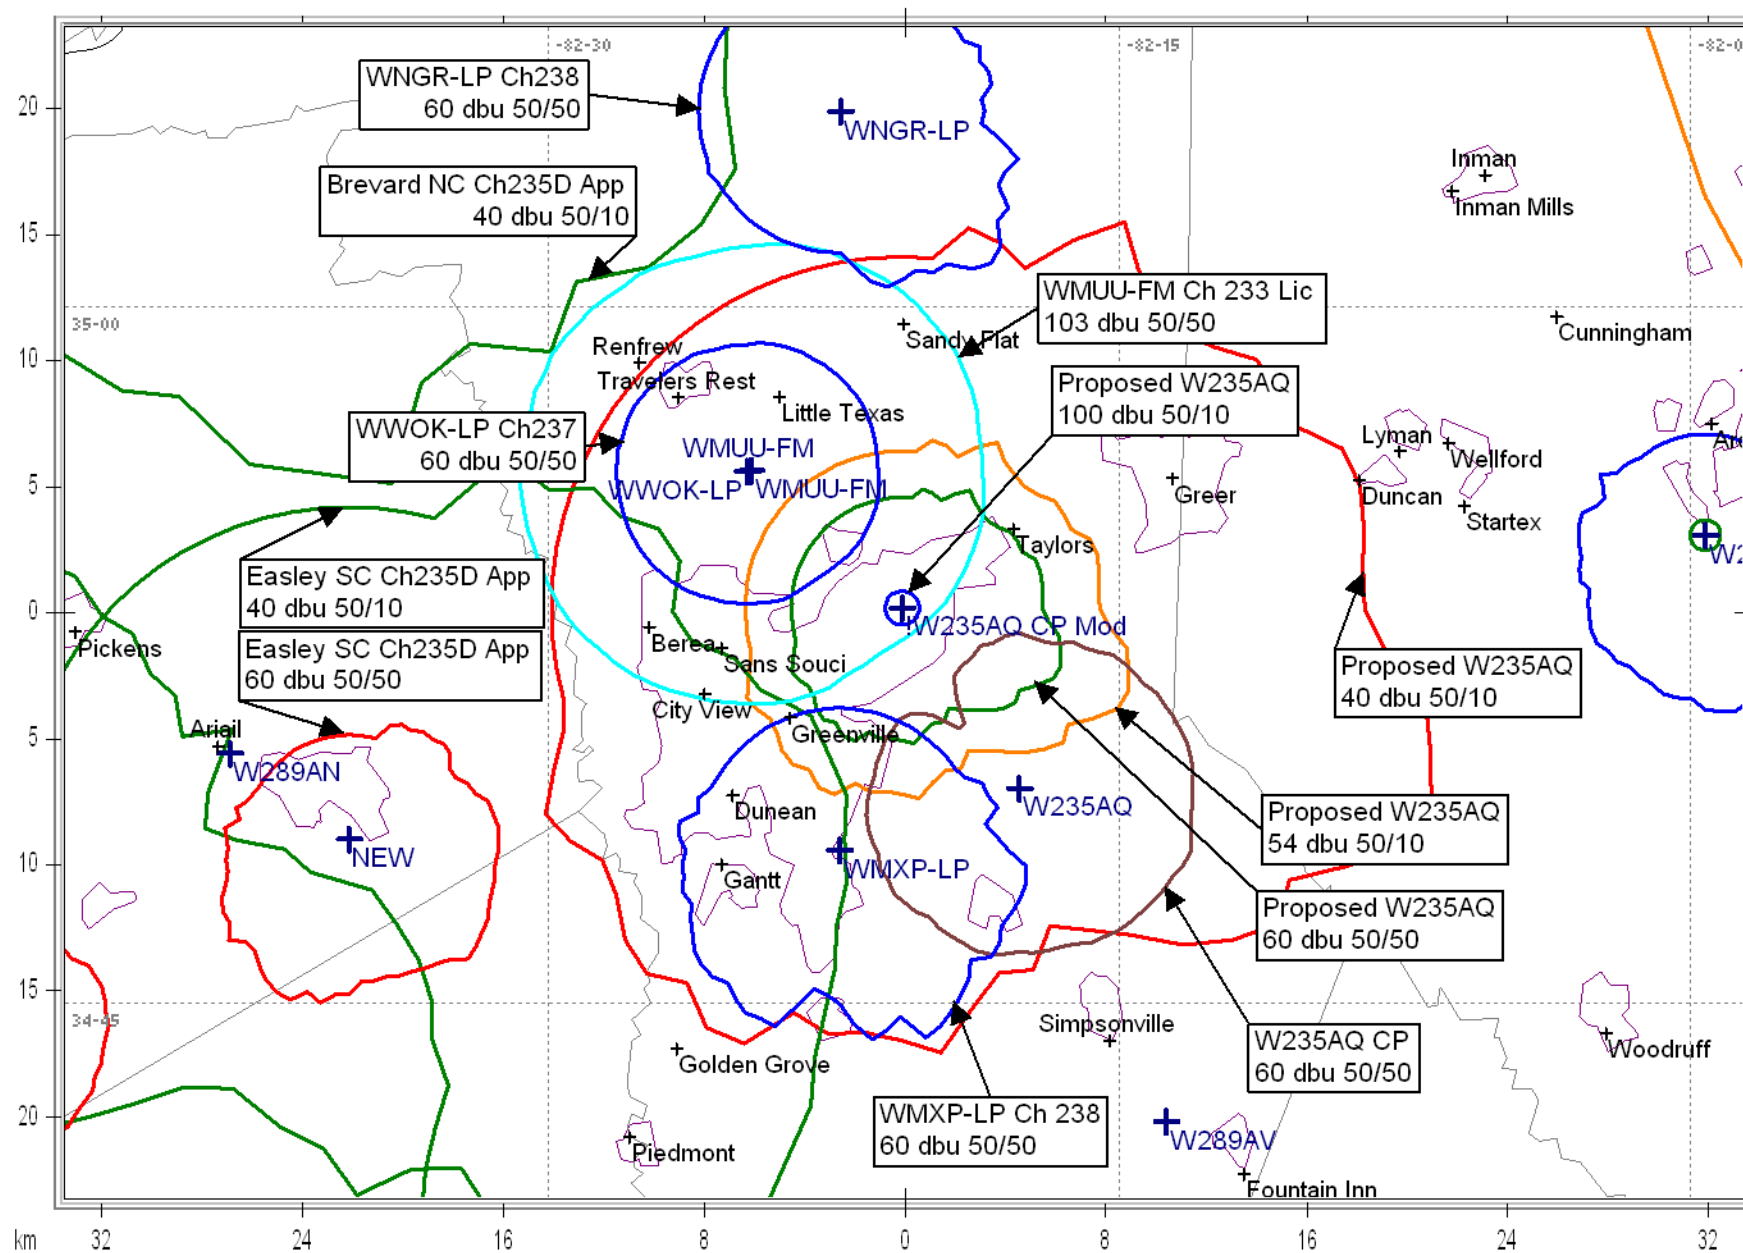 -82-30
-82-15
-82-0
WNGR-LP Ch238
60 dbu 50/50
WNGR-LP
20
Inman
Inman Mills
Brevard NC Ch235D App
40 dbu 50/10
15
WMUU-FM Ch 233 Lic
103 dbu 50/50
35-00
Sandy Flat
Cunningham
Renfrew
Travelers Rest
10
Proposed W235AQ
100 dbu 50/10
Little Texas
WWOK-LP Ch237
60 dbu 50/50
WMUU-FM
WWOK-LP
WMUU-FM
Lyman
Wellford
5
Greer
Duncan
Startex
Taylors
W2
Easley SC Ch235D App
40 dbu 50/10
0
!W235AQ CP Mod
Pickens
Berea
Sans Souci
Easley SC Ch235D App
60 dbu 50/50
Proposed W235AQ
40 dbu 50/10
City View
Greenville
Ariail
5
W289AN
W235AQ
Dunean
Proposed W235AQ
54 dbu 50/10
NEW
WMXP-LP
10
Gantt
Proposed W235AQ
60 dbu 50/50
15
34-45
Simpsonville
W235AQ CP
60 dbu 50/50
Woodruff
Golden Grove
WMXP-LP Ch 238
60 dbu 50/50
20
W289AV
Piedmont
Fountain Inn
km 32 24 16 8 0 8 16 24 32